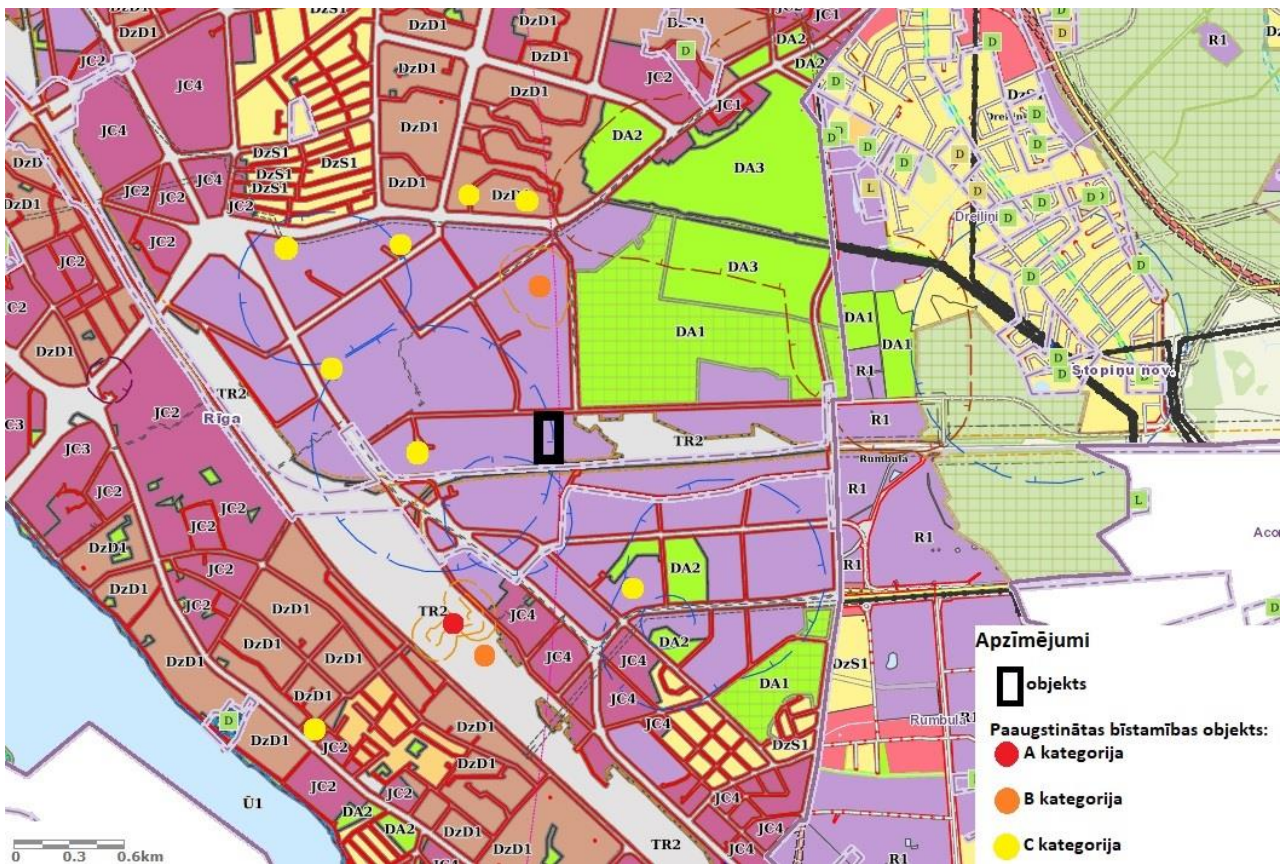 DzD1
DzD1
JC2
JC4
JC4
DzD1
DzD1
DzD1
D
JC2
JC1
JC1
DA2
DA2
DA2
DA3
R1
D
D
D
D
D
D
D
D
D
L
Dreiliņi
DzS1
DzS1
DzS1
DzS1
JC2
JC2
JC4
JC2
JC2
DzD1
DzD1
DA3
DA1
DA1
R1
D
D
D
D
D
D
D
Stopiņu nov.
DzD1
TR2
Rīga
JC2
JC3
JC2
JC2
JC2
JC2
TR2
R1
Rumbula
R1
R1
R1
L
DzD1
JC2
JC2
DzD1
DzD1
DzD1
DzD1
DzD1
TR2
JC4
JC4
JC4
JC4
JC4
DA2
DA2
DA1
DzS1
DzS1
Rumbula
D
D
DzD1
JC2
DzD1
DzD1
DzD1
JC2
JC2
DA2
DA2
DzD1
DzD1
Ū1
TR2
JC4
JC4
JC4
R1
Apzīmējumi
objekts
Paaugstinātas bīstamības objekts:
A kategorija
B kategorija
C kategorija
0 0.3 0.6km